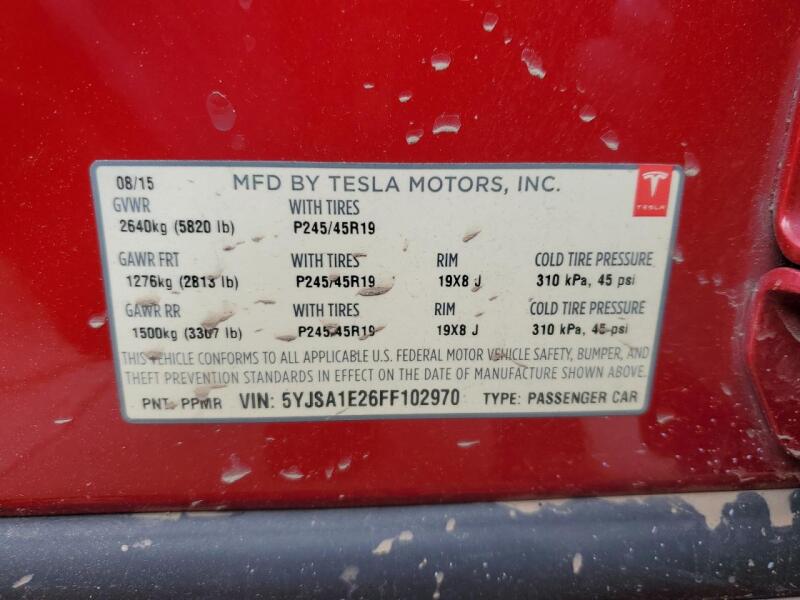 08/15 MFD BY TESLA MOTORS, INC.
GVWR WITH TIRES
2640kg (5820 lb) P245/45R19
TESLA
GAWR FRT WITH TIRES RIM COLD TIRE PRESSURE
1276kg (2813 lb) P245/45R19 19X8 J 310 kPa, 45 psi
GAWR RR WITH TIRES RIM COLD TIRE PRESSURE
1500kg (3307 lb) P245/45R19 19X8 J 310 kPa, 45 psi
THIS VEHICLE CONFORMS TO ALL APPLICABLE U.S. FEDERAL MOTOR VEHICLE SAFETY, BUMPER, AND
THEFT PREVENTION STANDARDS IN EFFECT ON THE DATE OF MANUFACTURE SHOWN ABOVE.
PNT: PPMR VIN: 5YJSA1E26FF102970 TYPE: PASSENGER CAR